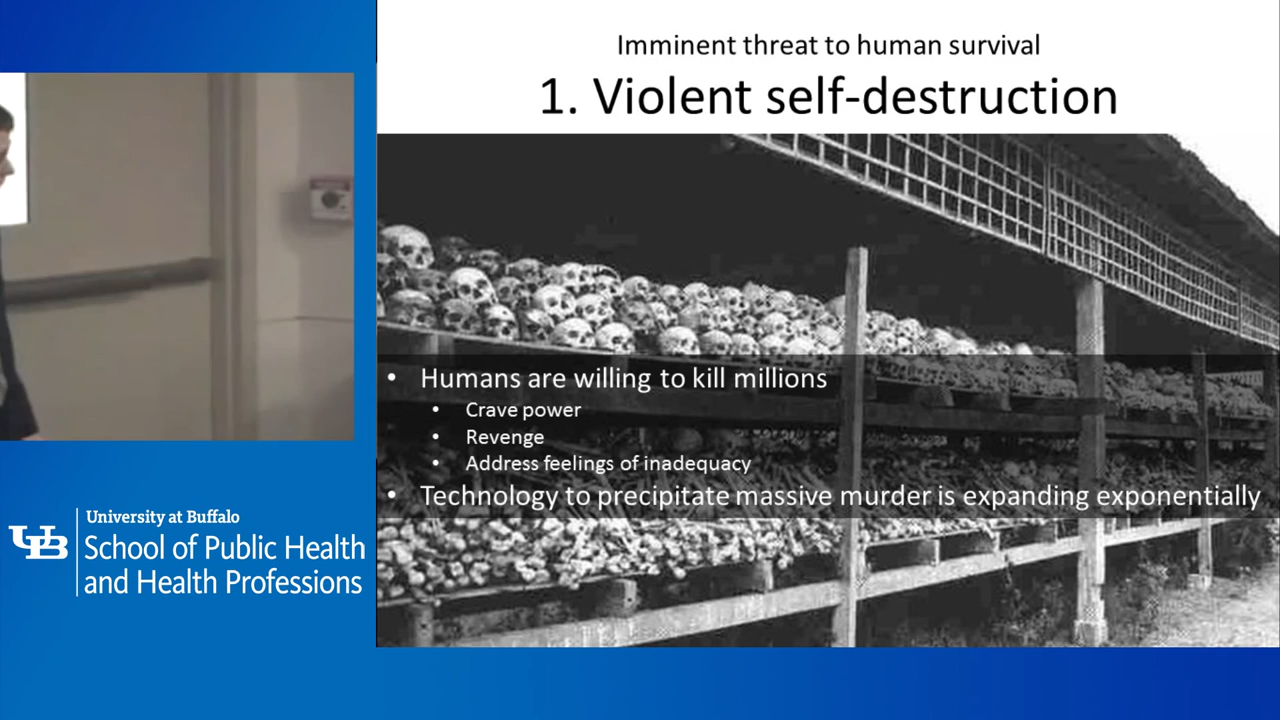 Imminent threat to human survival
1. Violent self-destruction
• Humans are willing to kill millions
• Crave power
• Revenge
• Address feelings of inadequacy
• Technology to precipitate massive murder is expanding exponentially
UB
University at Buffalo
School of Public Health
and Health Professions